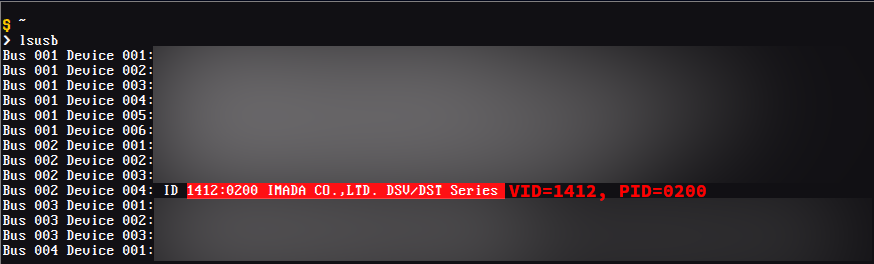 $ ~
❯ lsusb
Bus 001 Device 001:
Bus 001 Device 002:
Bus 001 Device 003:
Bus 001 Device 004:
Bus 001 Device 005:
Bus 001 Device 006:
Bus 002 Device 001:
Bus 002 Device 002:
Bus 002 Device 003:
Bus 002 Device 004: ID 1412:0200 IMADA CO.,LTD. DSV/DST Series VID=1412, PID=0200
Bus 003 Device 001:
Bus 003 Device 002:
Bus 003 Device 003:
Bus 004 Device 001: